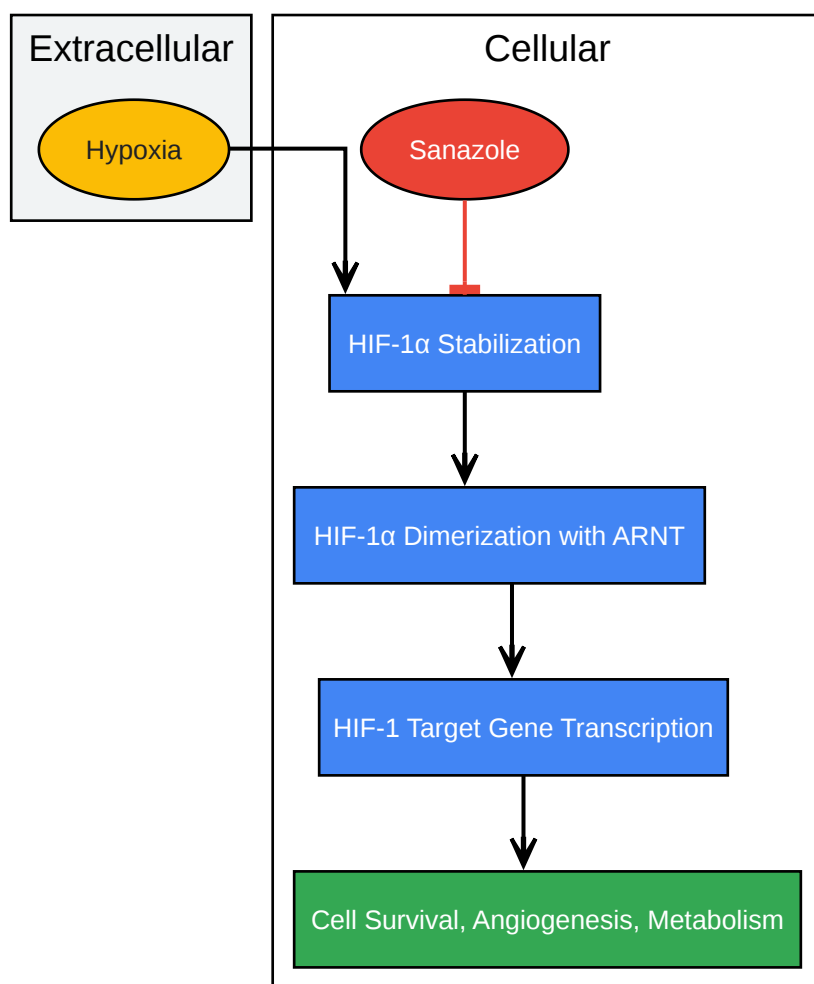 Extracellular
Cellular
Hypoxia
Sanazole
HIF-1α Stabilization
HIF-1α Dimerization with ARNT
HIF-1 Target Gene Transcription
Cell Survival, Angiogenesis, Metabolism